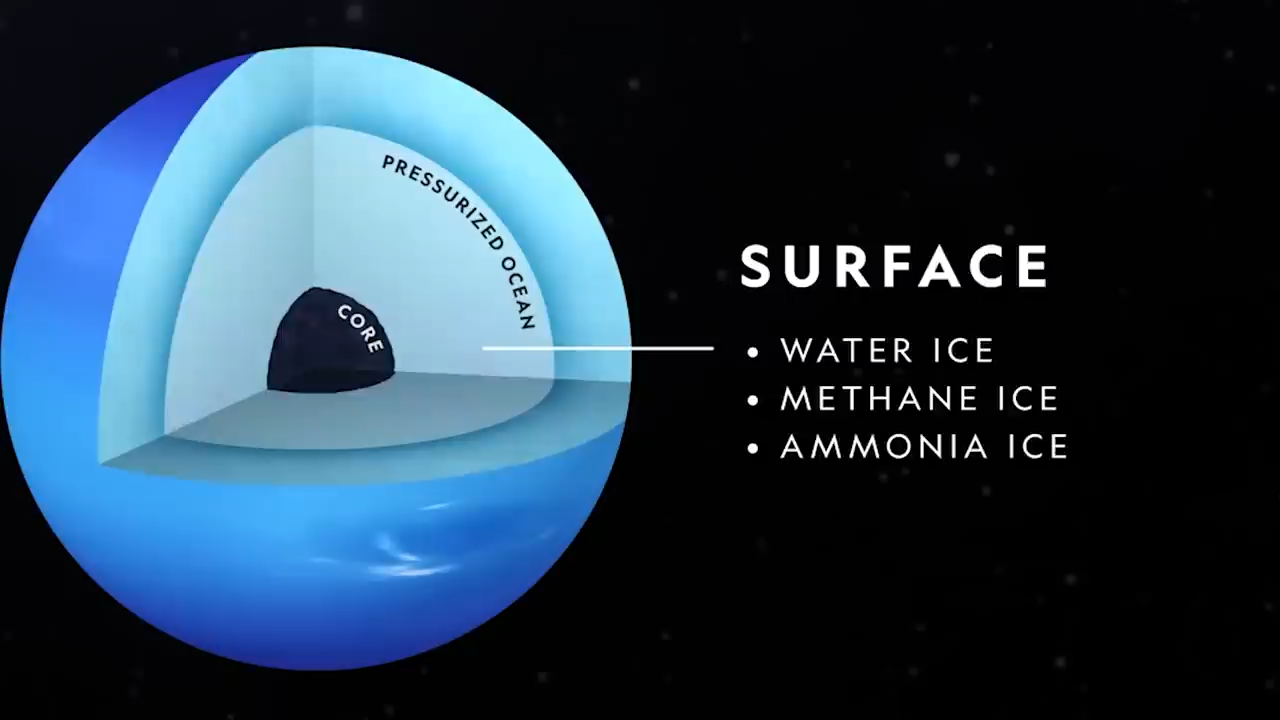 PRESSURIZED OCEAN
CORE
SURFACE
• WATER ICE
• METHANE ICE
• AMMONIA ICE